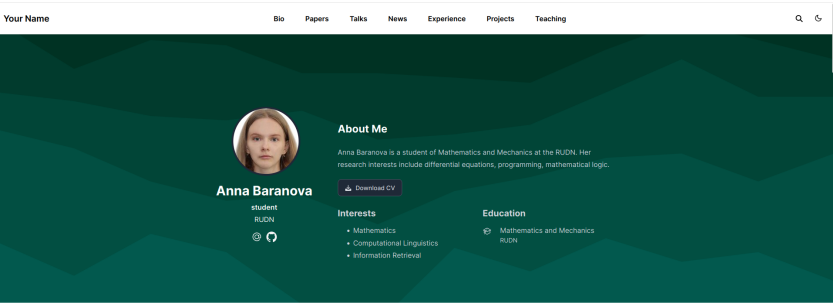 Your Name
Bio Papers Talks News Experience Projects Teaching
Anna Baranova
student
RUDN
About Me
Anna Baranova is a student of Mathematics and Mechanics at the RUDN. Her
research interests include differential equations, programming, mathematical logic.
Download CV
Interests
Mathematics
Computational Linguistics
Information Retrieval
Education
Mathematics and Mechanics
RUDN